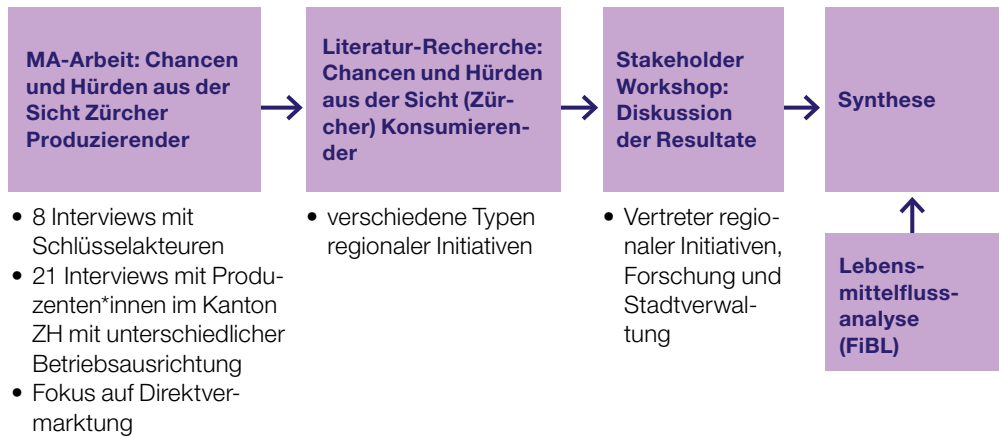 MA-Arbeit: Chancen
und Hürden aus der
Sicht Zürcher
Produzierender
Literatur-Recherche:
Chancen und Hürden
aus der Sicht (Zür-
cher) Konsumieren-
der
Stakeholder
Workshop:
Diskussion
der Resultate
Synthese
• 8 Interviews mit
Schlüsselakteuren
• 21 Interviews mit Produ-
zenten*innen im Kanton
ZH mit unterschiedlicher
Betriebsausrichtung
• Fokus auf Direktver-
marktung
• verschiedene Typen
regionaler Initiativen
• Vertreter regio-
naler Initiativen,
Forschung und
Stadtverwal-
tung
Lebens-
mittelfluss-
analyse
(FiBL)